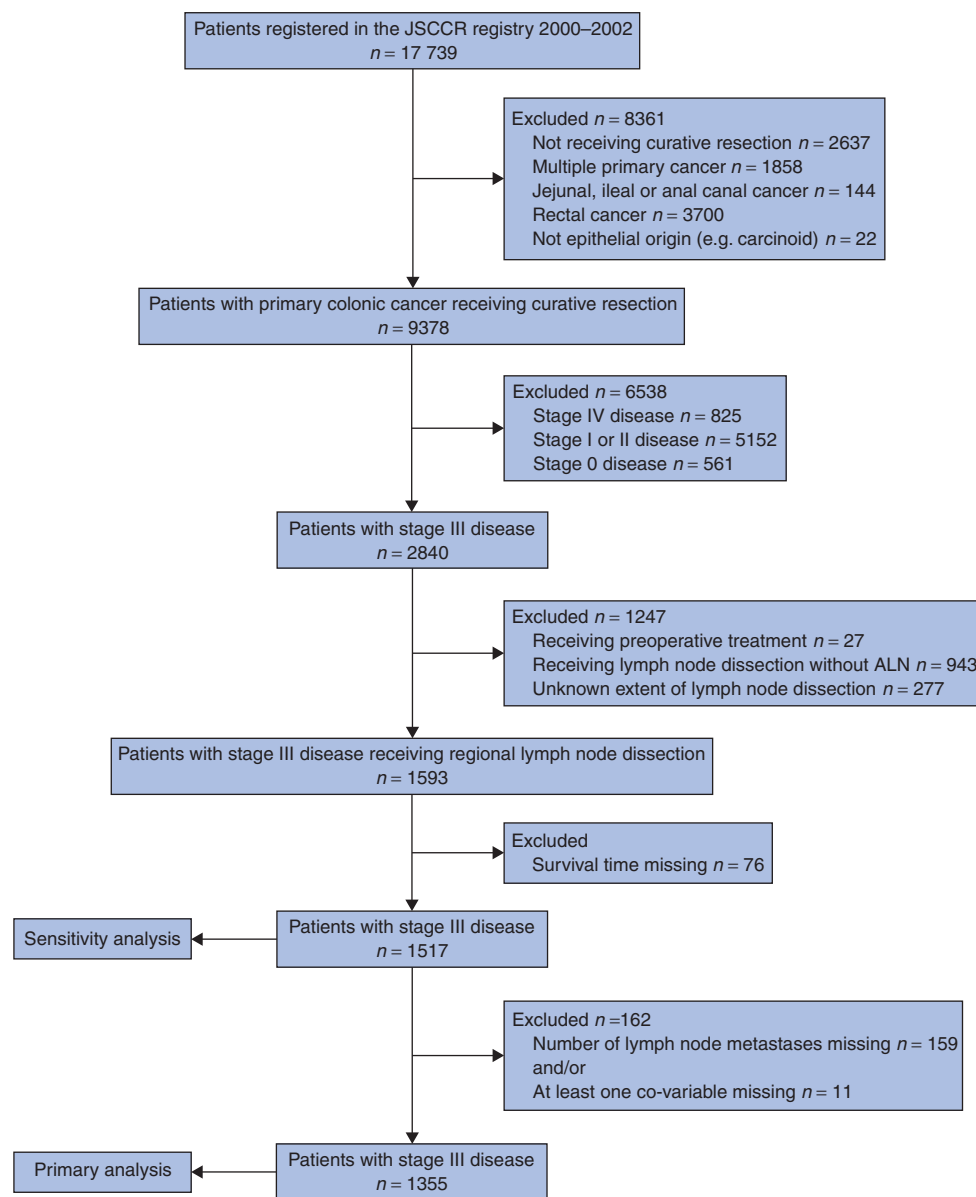 Patients registered in the JSCCR registry 2000–2002
n = 17 739
Excluded n = 8361
Not receiving curative resection n = 2637
Multiple primary cancer n = 1858
Jejunal, ileal or anal canal cancer n = 144
Rectal cancer n = 3700
Not epithelial origin (e.g. carcinoid) n = 22
Patients with primary colonic cancer receiving curative resection
n = 9378
Excluded n = 6538
Stage IV disease n = 825
Stage I or II disease n = 5152
Stage 0 disease n = 561
Patients with stage III disease
n = 2840
Excluded n = 1247
Receiving preoperative treatment n = 27
Receiving lymph node dissection without ALN n = 943
Unknown extent of lymph node dissection n = 277
Patients with stage III disease receiving regional lymph node dissection
n = 1593
Excluded
Survival time missing n = 76
Sensitivity analysis
Patients with stage III disease
n = 1517
Excluded n =162
Number of lymph node metastases missing n = 159
and/or
At least one co-variable missing n = 11
Primary analysis
Patients with stage III disease
n = 1355